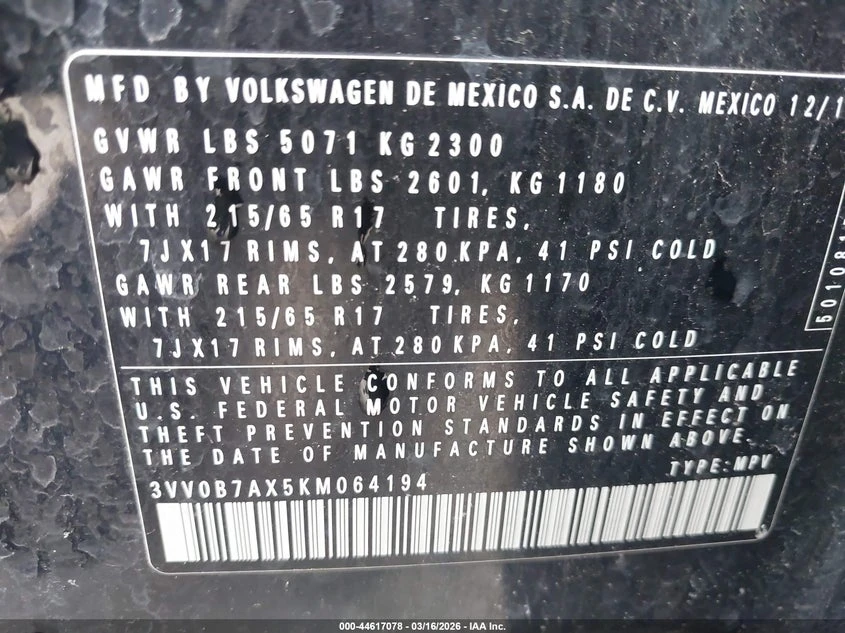 MFD BY VOLKSWAGEN DE MEXICO S.A. DE C.V. MEXICO 12/1
GVWR LBS 5071 KG 2300
GAWR FRONT LBS 2601, KG 1180
WITH 215/65 R17 TIRES,
7JX17 RIMS, AT 280 KPA, 41 PSI COLD
GAWR REAR LBS 2579, KG 1170
WITH 215/65 R17 TIRES,
7JX17 RIMS, AT 280 KPA, 41 PSI COLD
THIS VEHICLE CONFORMS TO ALL APPLICABLE
U.S. FEDERAL MOTOR VEHICLE SAFETY AND
THEFT PREVENTION STANDARDS IN EFFECT ON
THE DATE OF MANUFACTURE SHOWN ABOVE.
TYPE: MPV
3VV0B7AX5KM064194
000-44617078 - 03/16/2026 - IAA Inc.